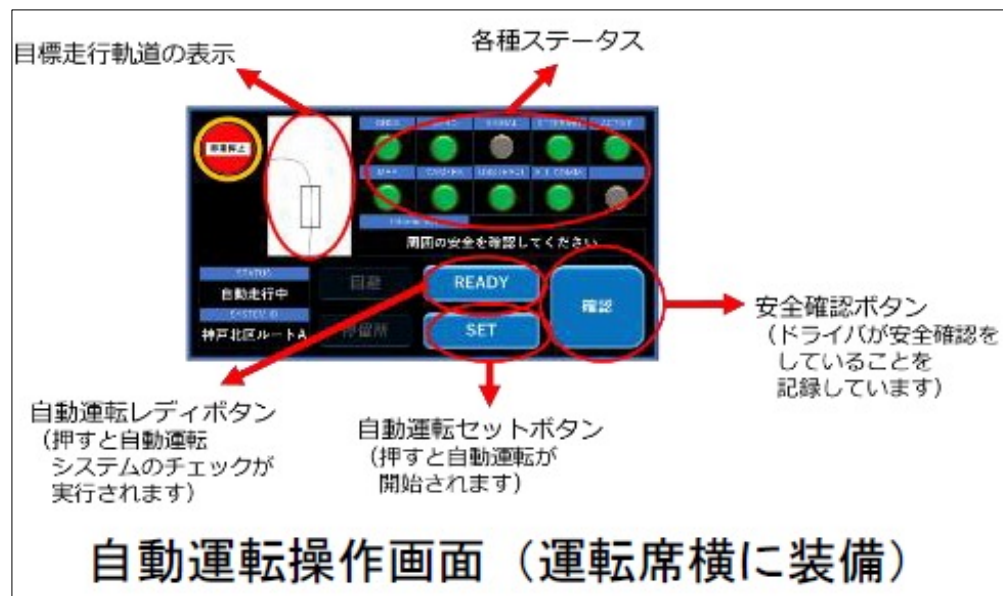 目標走行軌道の表示
各種ステータス
周囲の安全を確認してください
STATUS
自動走行中
SYSTEM ID
神戸北区ルートA
回避
停留所
READY
SET
確認
安全確認ボタン
（ドライバが安全確認を
していることを
記録しています）
自動運転レディボタン
（押すと自動運転
システムのチェックが
実行されます）
自動運転セットボタン
（押すと自動運転が
開始されます）
自動運転操作画面（運転席横に装備）